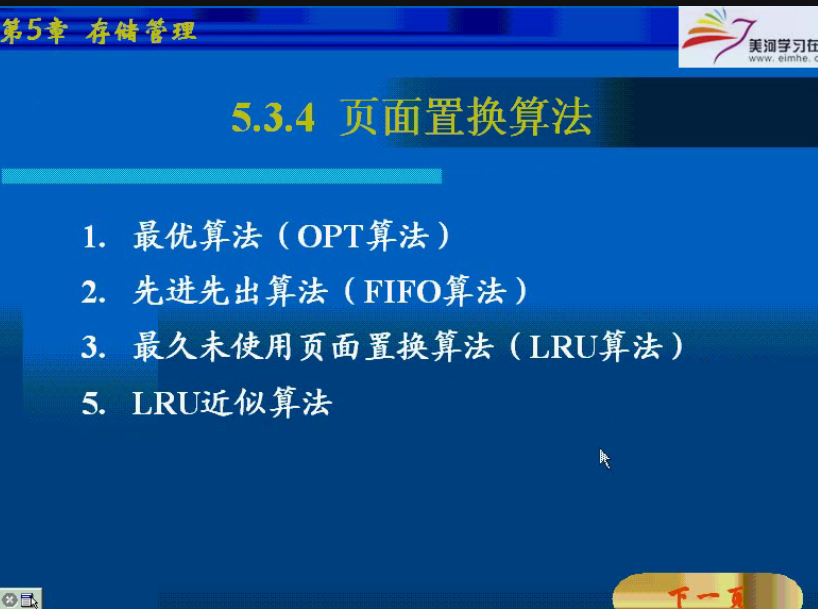 第5章 存储管理
美河学习在
www.eimhe.c
5.3.4 页面置换算法
1. 最优算法（OPT算法）
2. 先进先出算法（FIFO算法）
3. 最久未使用页面置换算法（LRU算法）
5. LRU近似算法
下一页